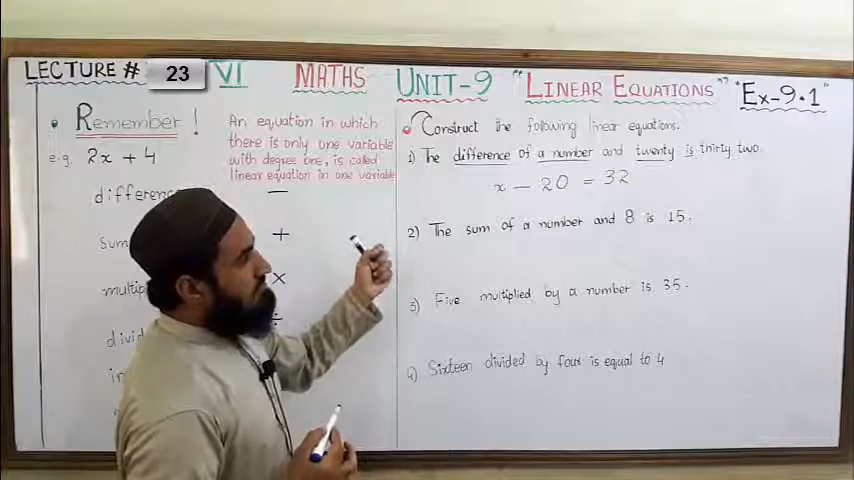 LECTURE # 23 VI MATHS UNIT-9 "LINEAR EQUATIONS" "Ex-9.1"
Remember!
e.g. 2x + 4
An equation in which
there is only one variable
with degree one, is called
linear equation in one variable
differenc
−
sum
+
multipl
×
divid
÷
Construct the following linear equations.
1) The difference of a number and twenty is thirty two.
x − 20 = 32
2) The sum of a number and 8 is 15.
3) Five multiplied by a number is 35.
4) Sixteen divided by four is equal to 4